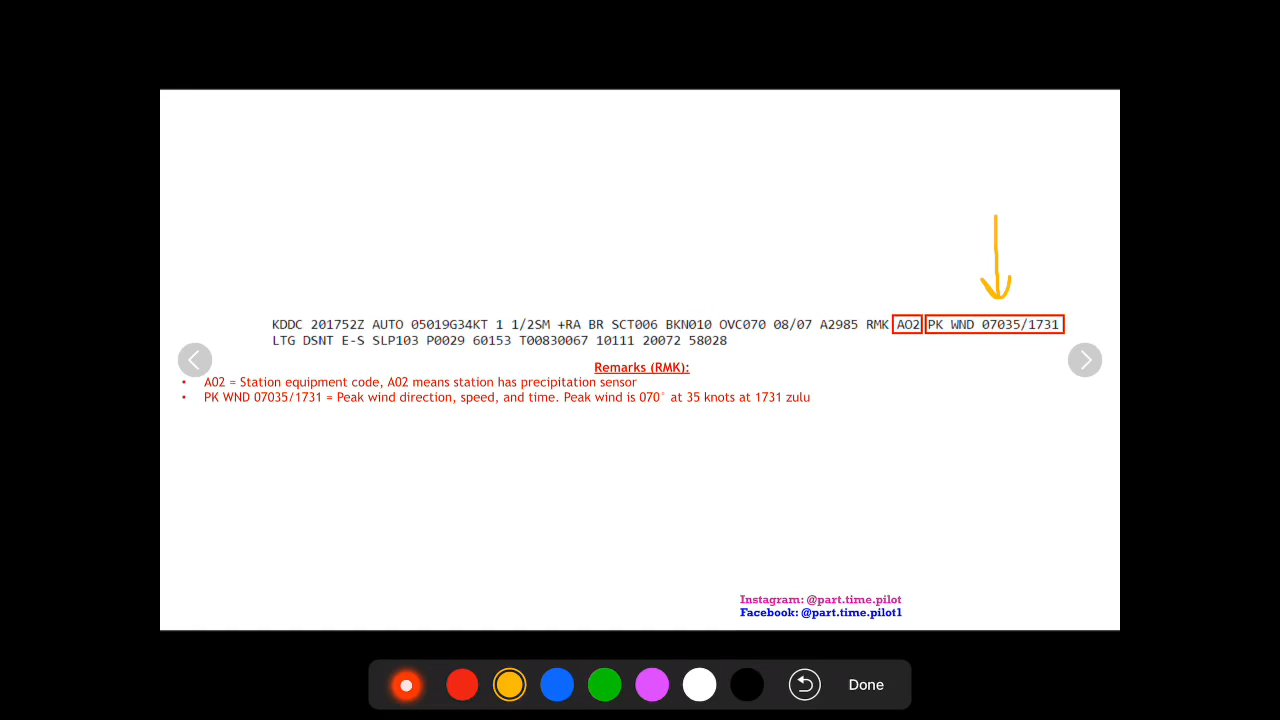 KDDC 201752Z AUTO 05019G34KT 1 1/2SM +RA BR SCT006 BKN010 OVC070 08/07 A2985 RMK AO2 PK WND 07035/1731
LTG DSNT E-S SLP103 P0029 60153 T00830067 10111 20072 58028
Remarks (RMK):
• A02 = Station equipment code, A02 means station has precipitation sensor
• PK WND 07035/1731 = Peak wind direction, speed, and time. Peak wind is 070° at 35 knots at 1731 zulu
Instagram: @part.time.pilot
Facebook: @part.time.pilot1
Done